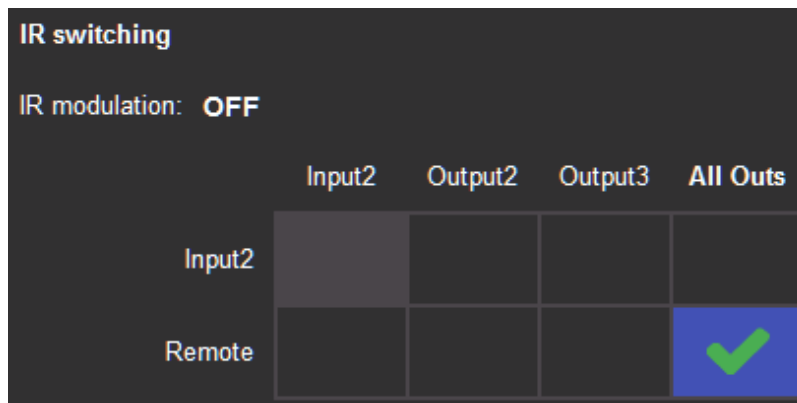 IR switching
IR modulation: OFF
Input2 Output2 Output3 All Outs
Input2
Remote